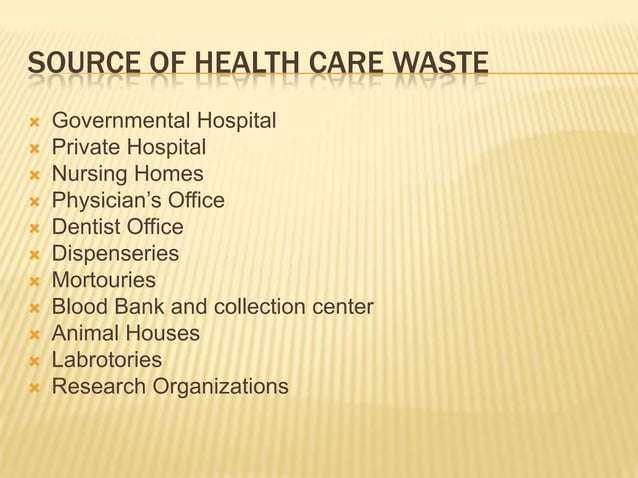 SOURCE OF HEALTH CARE WASTE
Governmental Hospital
Private Hospital
Nursing Homes
Physician’s Office
Dentist Office
Dispenseries
Mortouries
Blood Bank and collection center
Animal Houses
Labrotories
Research Organizations